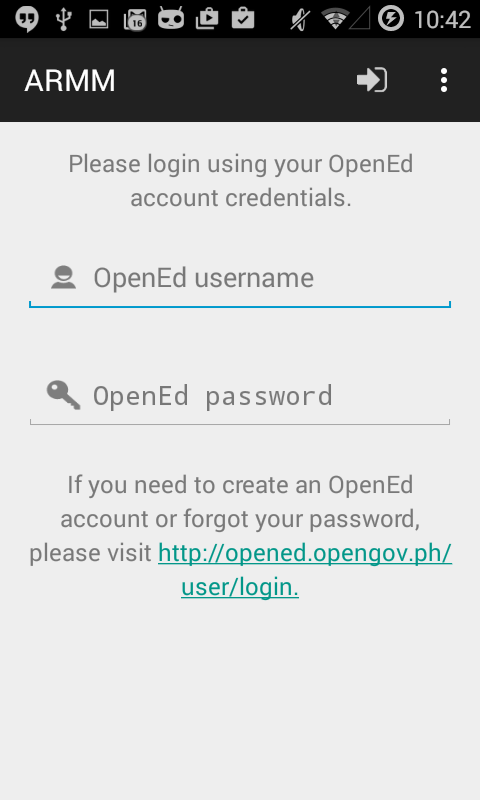 16
10:42
ARMM
Please login using your OpenEd
account credentials.
OpenEd username
OpenEd password
If you need to create an OpenEd
account or forgot your password,
please visit http://opened.opengov.ph/
user/login.